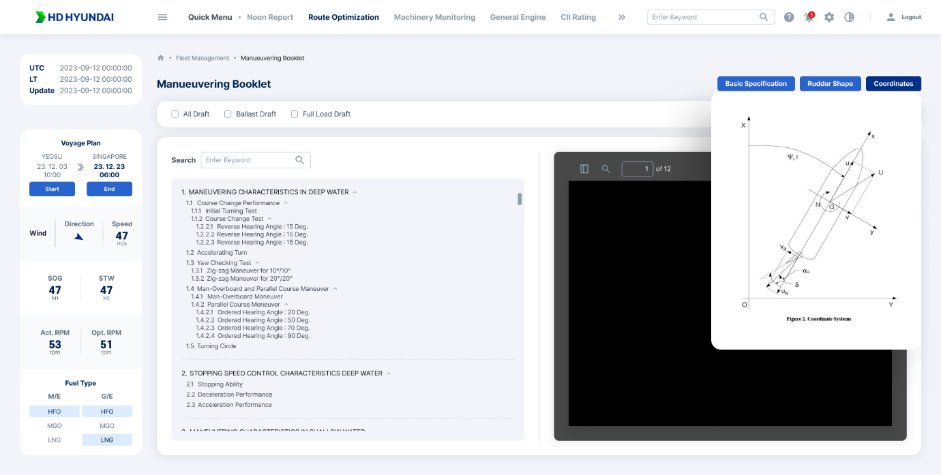 HD HYUNDAI
Quick Menu • Noon Report Route Optimization Machinery Monitoring General Engine CII Rating
Enter Keyword
3
Logout
UTC 2023-09-12 00:00:00
LT 2023-09-12 00:00:00
Update 2023-09-12 00:00:00
Fleet Management • Manueuvering Booklet
Manueuvering Booklet
Basic Specification Ruddor Shape Coordinates
All Draft Ballast Draft Full Load Draft
Voyage Plan
YEOSU SINGAPORE
23. 12. 03 23. 12. 23
10:00 06:00
Start End
Wind Direction Speed
47
m/s
SOG STW
47 47
kn kn
Act. RPM Opt. RPM
53 51
rpm rpm
Fuel Type
M/E G/E
HFO HFO
MGO MGO
LNG LNG
Search Enter Keyword
1. MANEUVERING CHARACTERISTICS IN DEEP WATER
1.1 Course Change Performance
1.1.1 Initial Turning Test
1.1.2 Course Change Test
1.2.2.1 Reverse Hearing Angle : 15 Deg.
1.2.2.2 Reverse Hearing Angle : 15 Deg.
1.2.2.3 Reverse Hearing Angle : 15 Deg.
1.2 Accelerating Turn
1.3 Yaw Checking Test
1.3.1 Zig-zag Maneuver for 10°/10°
1.3.2 Zig-zag Maneuver for 20°/20°
1.4 Man-Overboard and Parallel Course Maneuver
1.4.1 Man-Overboard Maneuver
1.4.2 Parallel Course Meneuver
1.4.2.1 Ordered Hearing Angle : 20 Deg.
1.4.2.2 Ordered Hearing Angle : 50 Deg.
1.4.2.3 Ordered Hearing Angle : 70 Deg.
1.4.2.4 Ordered Hearing Angle : 90 Deg.
1.5 Turning Circle
2. STOPPING SPEED CONTROL CHARACTERISTICS DEEP WATER
2.1 Stopping Ability
2.2 Deceleration Performance
2.3 Acceleration Performance
3. MANEUVERING CHARACTERISTICS IN SHALLOW WATER
1 of 12
X
x
Ψ, r
u
U
N
G
v
y
α
δ
O
Y
Figure 2. Coordinate Systems